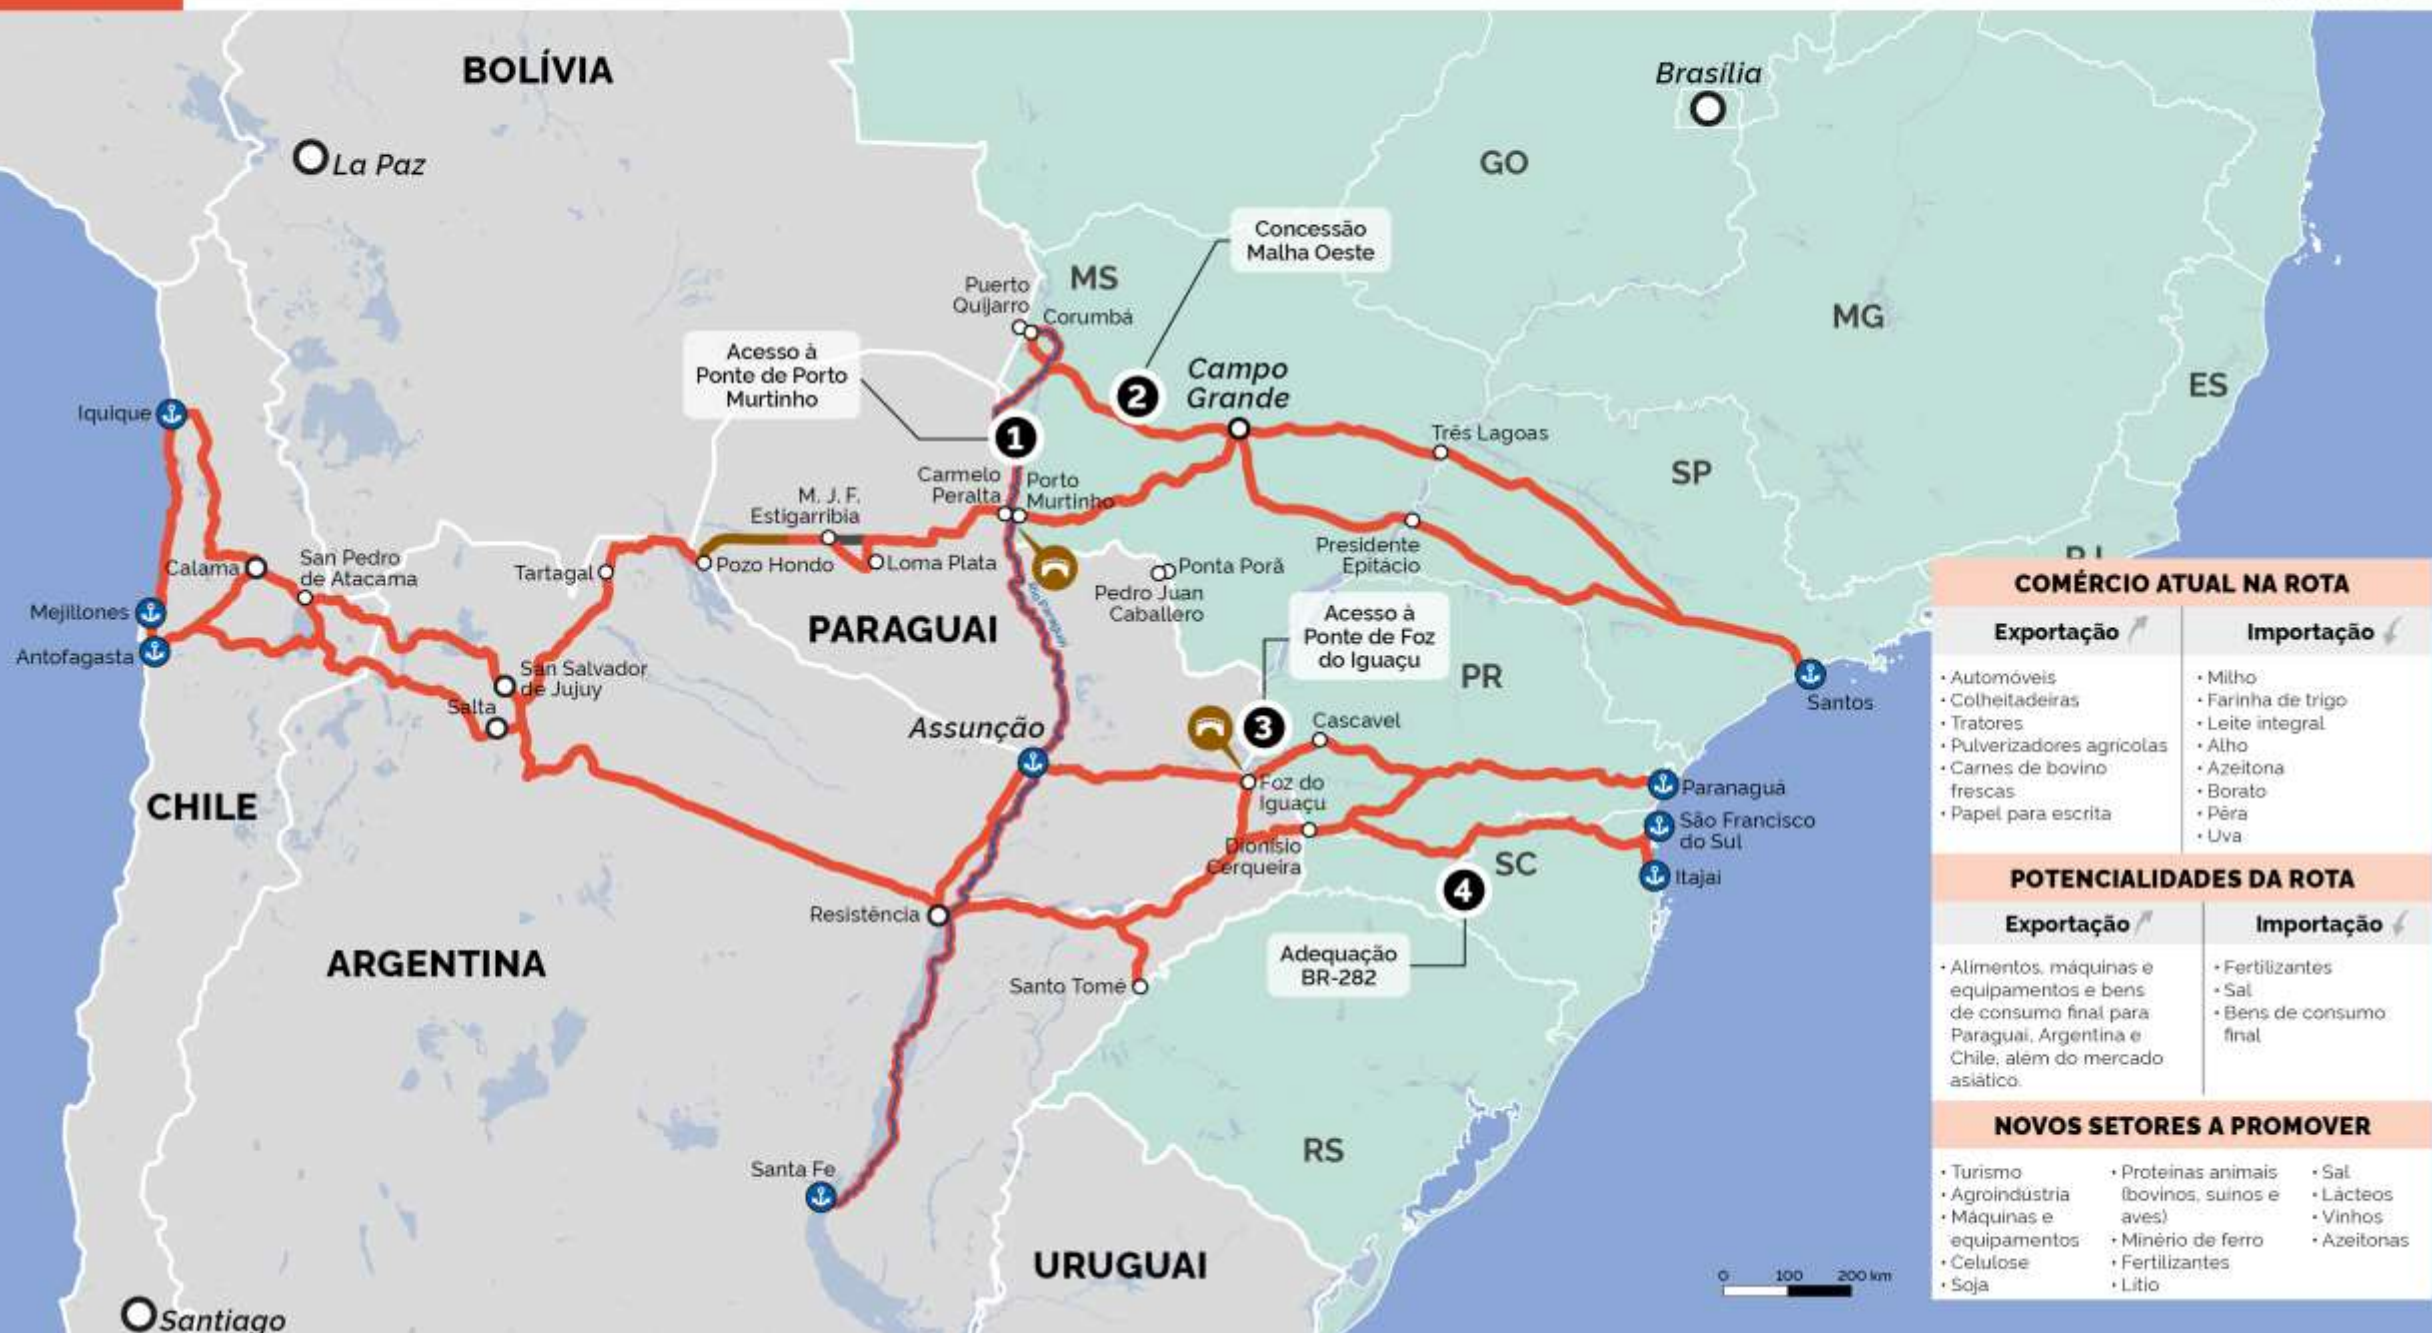 BOLÍVIA
La Paz
Brasília
GO
Concessão
Malha Oeste
MS
MG
ES
Puerto
Quijarro
Corumbá
Acesso à
Ponte de Porto
Murtinho
2
Campo
Grande
1
Iquique
Três Lagoas
SP
Carmelo
Peralta
Porto
Murtinho
M. J. F.
Estigarribia
Calama
San Pedro
de Atacama
Tartagal
Pozo Hondo
Loma Plata
Presidente
Epitácio
Ponta Porã
Pedro Juan
Caballero
Rio Paraguai
Mejillones
Antofagasta
PARAGUAI
Acesso à
Ponte de Foz
do Iguaçu
PR
San Salvador
de Jujuy
Salta
Santos
Assunção
3
Cascavel
Foz do
Iguaçu
Paranaguá
São Francisco
do Sul
Itajaí
CHILE
Dionísio
Cerqueira
SC
4
Resistência
ARGENTINA
Adequação
BR-282
Santo Tomé
RS
Santa Fe
URUGUAI
Santiago
0 100 200 km
COMÉRCIO ATUAL NA ROTA
Exportação
• Automóveis
• Colheitadeiras
• Tratores
• Pulverizadores agrícolas
• Carnes de bovino
frescas
• Papel para escrita
Importação
• Milho
• Farinha de trigo
• Leite integral
• Alho
• Azeitona
• Borato
• Pêra
• Uva
POTENCIALIDADES DA ROTA
Exportação
• Alimentos, máquinas e
equipamentos e bens
de consumo final para
Paraguai, Argentina e
Chile, além do mercado
asiático.
Importação
• Fertilizantes
• Sal
• Bens de consumo
final
NOVOS SETORES A PROMOVER
• Turismo
• Agroindústria
• Máquinas e
equipamentos
• Celulose
• Soja
• Proteínas animais
(bovinos, suínos e
aves)
• Minério de ferro
• Fertilizantes
• Lítio
• Sal
• Lácteos
• Vinhos
• Azeitonas